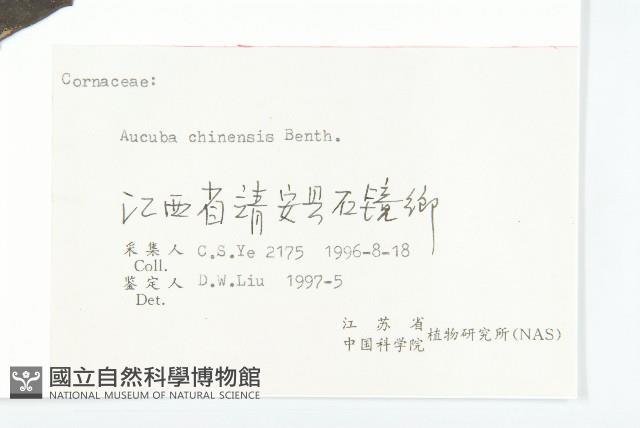 Cornaceae:
Aucuba chinensis Benth.
江西省靖安县石镜鄉
采集人 C.S.Ye 2175 1996-8-18
Coll.
鉴定人 D.W.Liu 1997-5
Det.
江苏省
中国科学院 植物研究所(NAS)
國立自然科學博物館
NATIONAL MUSEUM OF NATURAL SCIENCE